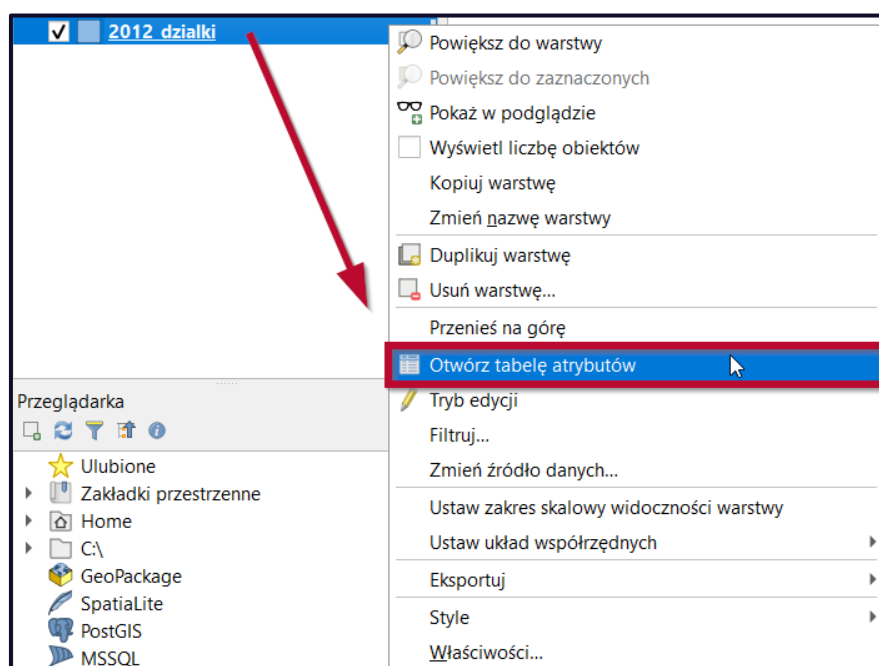 2012_dzialki
Powiększ do warstwy
Powiększ do zaznaczonych
Pokaż w podglądzie
Wyświetl liczbę obiektów
Kopiuj warstwę
Zmień nazwę warstwy
Duplikuj warstwę
Usuń warstwę...
Przenieś na górę
Otwórz tabelę atrybutów
Tryb edycji
Filtruj...
Zmień źródło danych...
Ustaw zakres skalowy widoczności warstwy
Ustaw układ współrzędnych
Eksportuj
Style
Właściwości...
Przeglądarka
Ulubione
Zakładki przestrzenne
Home
C:\
GeoPackage
SpatiaLite
PostGIS
MSSQL